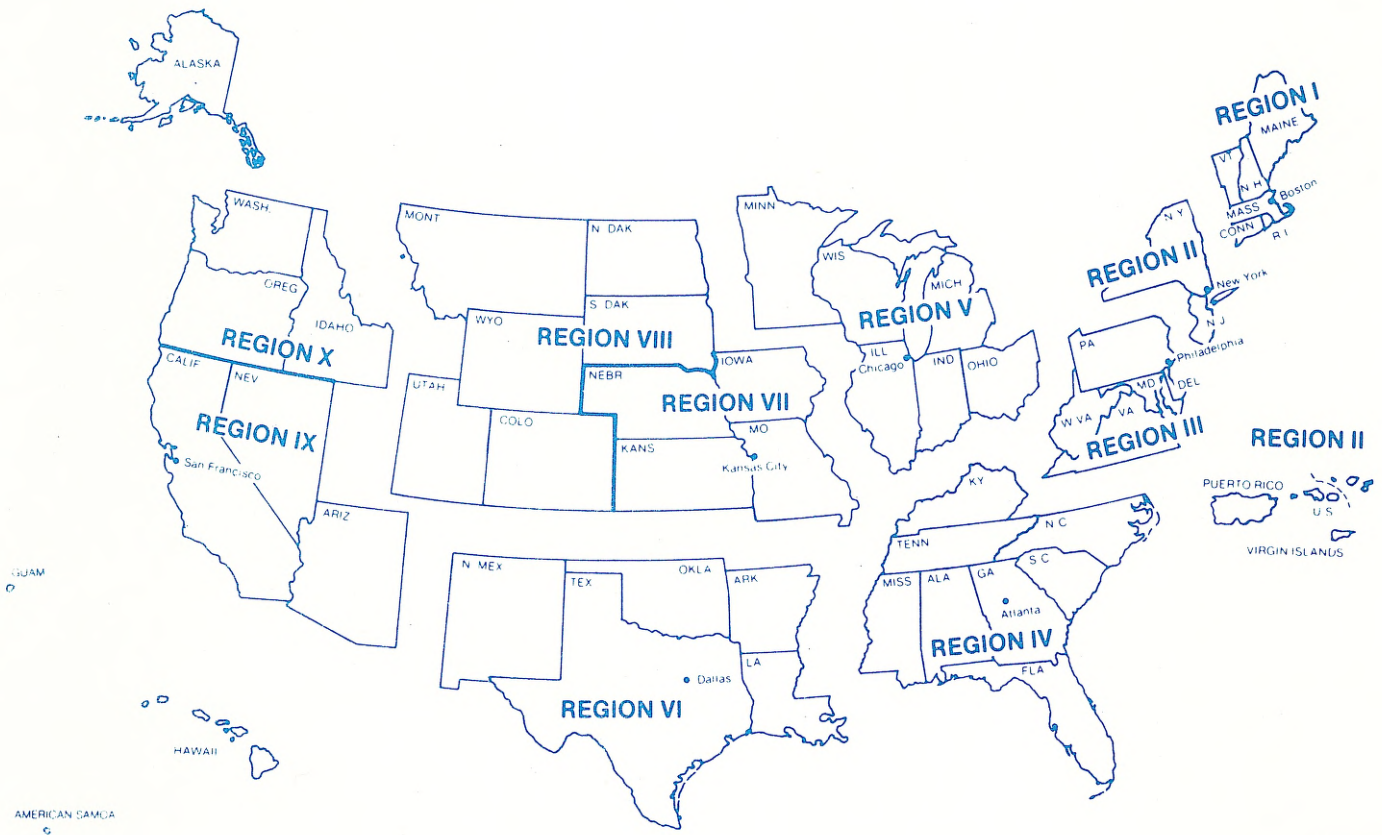 ALASKA
REGION I
MAINE
VT
N H
Boston
MASS
CONN
R I
N Y
REGION II
New York
N J
WASH.
MONT
N DAK
MINN
WIS
MICH
OREG
IDAHO
S DAK
WYO
REGION V
REGION X
REGION VIII
PA
Philadelphia
CALIF
NEV
UTAH
NEBR
IOWA
ILL
Chicago
IND
OHIO
MD
DEL
REGION VII
REGION IX
COLO
KANS
MO
Kansas City
W VA
VA
REGION III
REGION II
San Francisco
KY
PUERTO RICO
U.S
VIRGIN ISLANDS
ARIZ
TENN
N C
N MEX
TEX
OKLA
ARK
MISS
ALA
GA
S C
GUAM
Atlanta
REGION IV
LA
FLA
Dallas
REGION VI
HAWAII
AMERICAN SAMOA